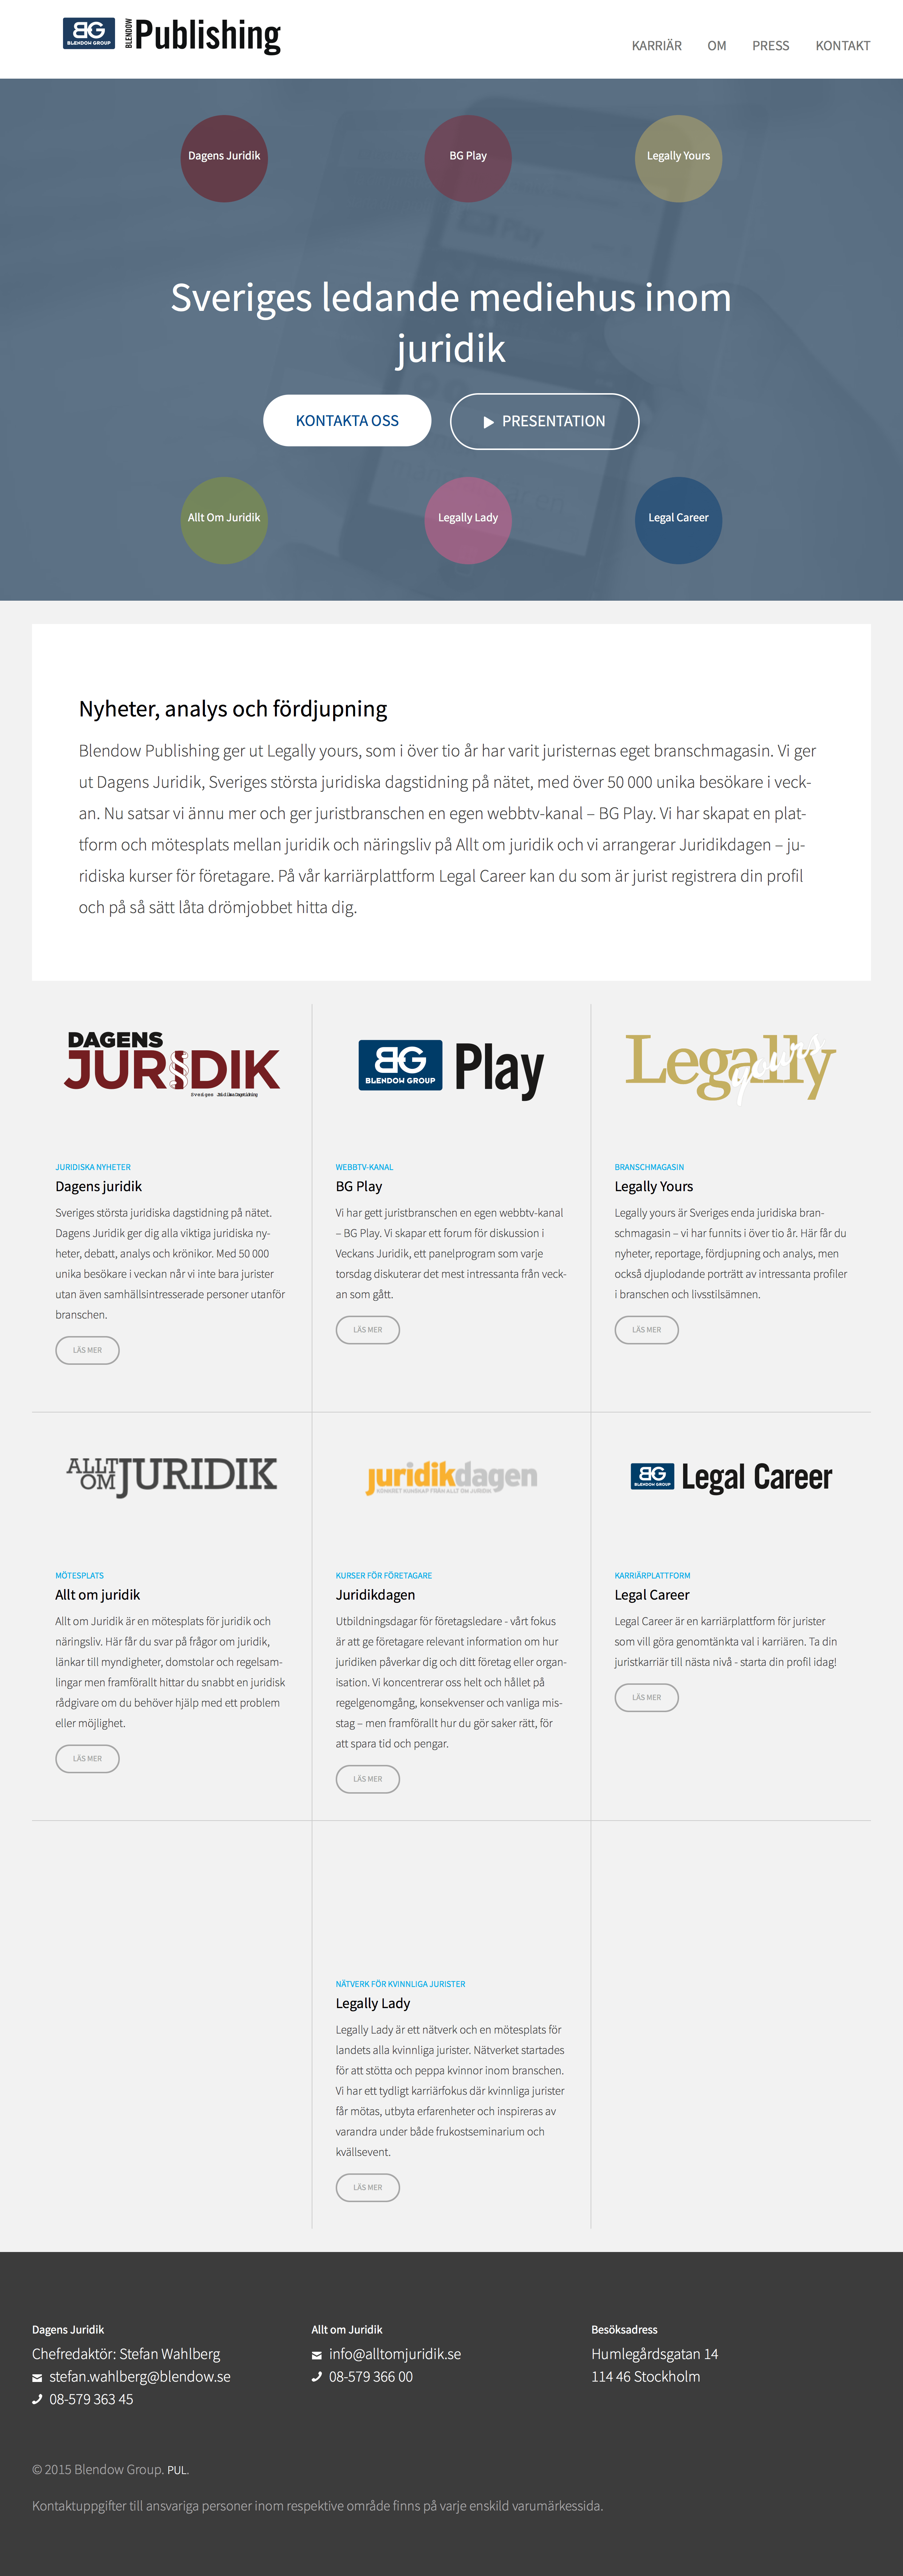 BG
BLENDOW GROUP
BLENDOW
Publishing
KARRIÄR OM PRESS KONTAKT
Dagens Juridik BG Play Legally Yours
Play
Sveriges ledande mediehus inom
juridik
KONTAKTA OSS PRESENTATION
Allt Om Juridik Legally Lady Legal Career
Nyheter, analys och fördjupning
Blendow Publishing ger ut Legally yours, som i över tio år har varit juristernas eget branschmagasin. Vi ger
ut Dagens Juridik, Sveriges största juridiska dagstidning på nätet, med över 50 000 unika besökare i veck-
an. Nu satsar vi ännu mer och ger juristbranschen en egen webbtv-kanal – BG Play. Vi har skapat en plat-
tform och mötesplats mellan juridik och näringsliv på Allt om juridik och vi arrangerar Juridikdagen – ju-
ridiska kurser för företagare. På vår karriärplattform Legal Career kan du som är jurist registrera din profil
och på så sätt låta drömjobbet hitta dig.
DAGENS
JURIDIK
Sveriges Juridiska Dagstidning
JURIDISKA NYHETER
Dagens juridik
Sveriges största juridiska dagstidning på nätet.
Dagens Juridik ger dig alla viktiga juridiska ny-
heter, debatt, analys och krönikor. Med 50 000
unika besökare i veckan når vi inte bara jurister
utan även samhällsintresserade personer utanför
branschen.
LÄS MER
BG
BLENDOW GROUP
Play
WEBBTV-KANAL
BG Play
Vi har gett juristbranschen en egen webbtv-kanal
– BG Play. Vi skapar ett forum för diskussion i
Veckans Juridik, ett panelprogram som varje
torsdag diskuterar det mest intressanta från veck-
an som gått.
LÄS MER
Legally
yours
BRANSCHMAGASIN
Legally Yours
Legally yours är Sveriges enda juridiska bran-
schmagasin – vi har funnits i över tio år. Här får du
nyheter, reportage, fördjupning och analys, men
också djuplodande porträtt av intressanta profiler
i branschen och livsstilsämnen.
LÄS MER
ALLT
OM
JURIDIK
MÖTESPLATS
Allt om juridik
Allt om Juridik är en mötesplats för juridik och
näringsliv. Här får du svar på frågor om juridik,
länkar till myndigheter, domstolar och regelsam-
lingar men framförallt hittar du snabbt en juridisk
rådgivare om du behöver hjälp med ett problem
eller möjlighet.
LÄS MER
juridikdagen
KONKRET KUNSKAP FRÅN ALLT OM JURIDIK
KURSER FÖR FÖRETAGARE
Juridikdagen
Utbildningsdagar för företagsledare - vårt fokus
är att ge företagare relevant information om hur
juridiken påverkar dig och ditt företag eller organ-
isation. Vi koncentrerar oss helt och hållet på
regelgenomgång, konsekvenser och vanliga mis-
stag – men framförallt hur du gör saker rätt, för
att spara tid och pengar.
LÄS MER
BG
BLENDOW GROUP
Legal Career
KARRIÄRPLATTFORM
Legal Career
Legal Career är en karriärplattform för jurister
som vill göra genomtänkta val i karriären. Ta din
juristkarriär till nästa nivå - starta din profil idag!
LÄS MER
NÄTVERK FÖR KVINNLIGA JURISTER
Legally Lady
Legally Lady är ett nätverk och en mötesplats för
landets alla kvinnliga jurister. Nätverket startades
för att stötta och peppa kvinnor inom branschen.
Vi har ett tydligt karriärfokus där kvinnliga jurister
får mötas, utbyta erfarenheter och inspireras av
varandra under både frukostseminarium och
kvällsevent.
LÄS MER
Dagens Juridik
Chefredaktör: Stefan Wahlberg
stefan.wahlberg@blendow.se
08-579 363 45
Allt om Juridik
info@alltomjuridik.se
08-579 366 00
Besöksadress
Humlegårdsgatan 14
114 46 Stockholm
© 2015 Blendow Group. PUL.
Kontaktuppgifter till ansvariga personer inom respektive område finns på varje enskild varumärkessida.